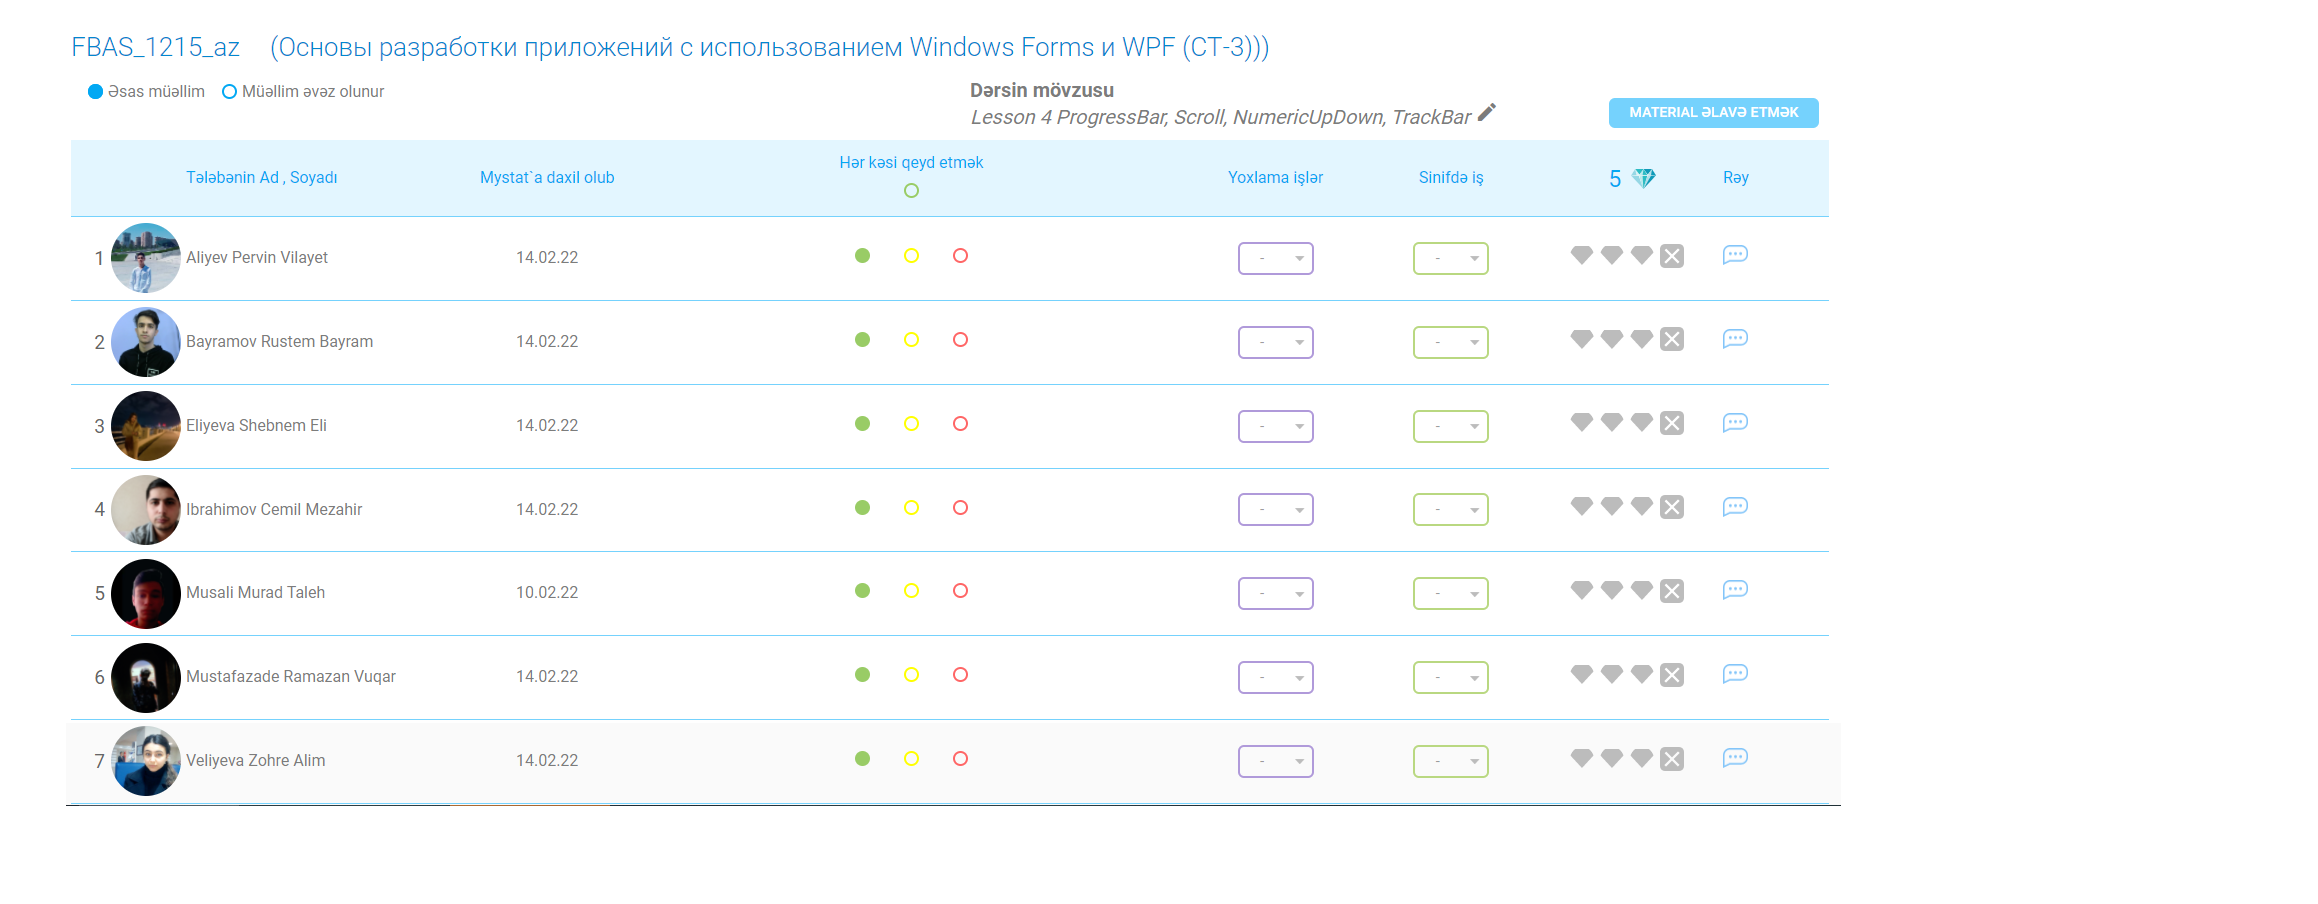 FBAS_1215_az (Основы разработки приложений с использованием Windows Forms и WPF (CT-3)))
Əsas müəllim Müəllim əvəz olunur
Dərsin mövzusu
Lesson 4 ProgressBar, Scroll, NumericUpDown, TrackBar
MATERIAL ƏLAVƏ ETMƏK
Tələbənin Ad , Soyadı Mystat`a daxil olub Hər kəsi qeyd etmək Yoxlama işlər Sinifdə iş 5 Rəy
1 Aliyev Pervin Vilayet 14.02.22 - -
2 Bayramov Rustem Bayram 14.02.22 - -
3 Eliyeva Shebnem Eli 14.02.22 - -
4 Ibrahimov Cemil Mezahir 14.02.22 - -
5 Musali Murad Taleh 10.02.22 - -
6 Mustafazade Ramazan Vuqar 14.02.22 - -
7 Veliyeva Zohre Alim 14.02.22 - -